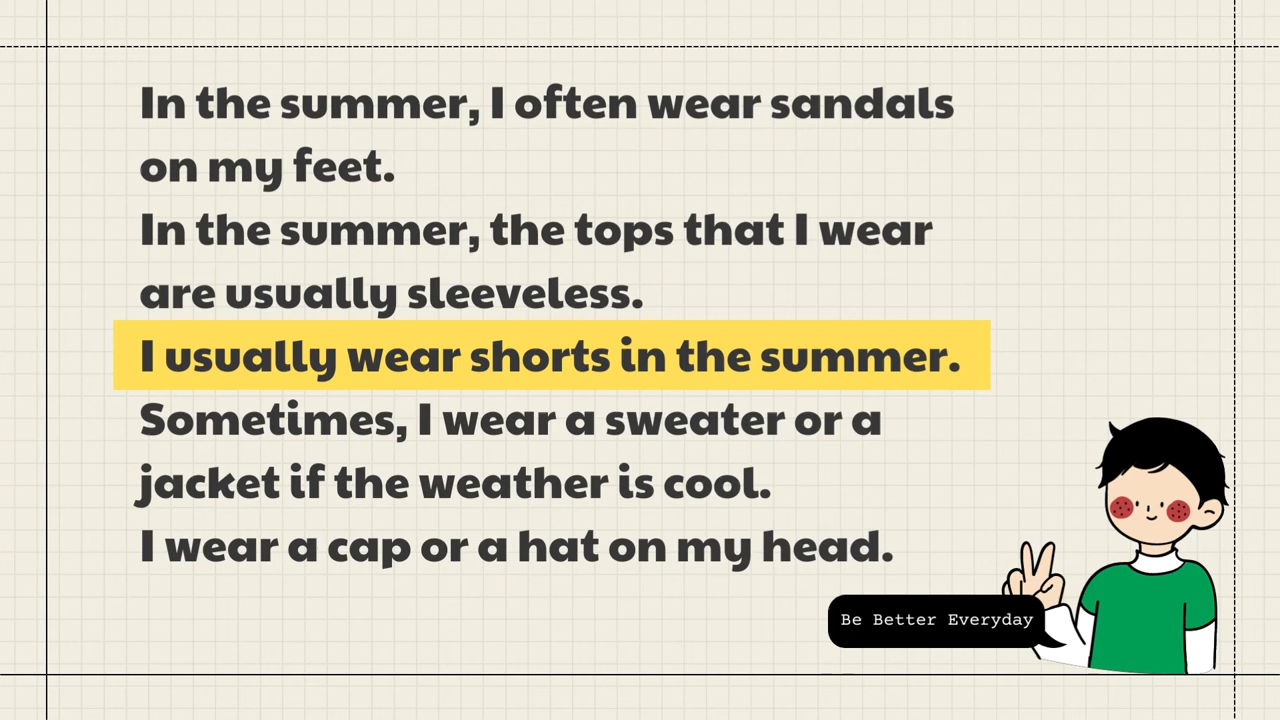 In the summer, I often wear sandals
on my feet.
In the summer, the tops that I wear
are usually sleeveless.
I usually wear shorts in the summer.
Sometimes, I wear a sweater or a
jacket if the weather is cool.
I wear a cap or a hat on my head.
Be Better Everyday